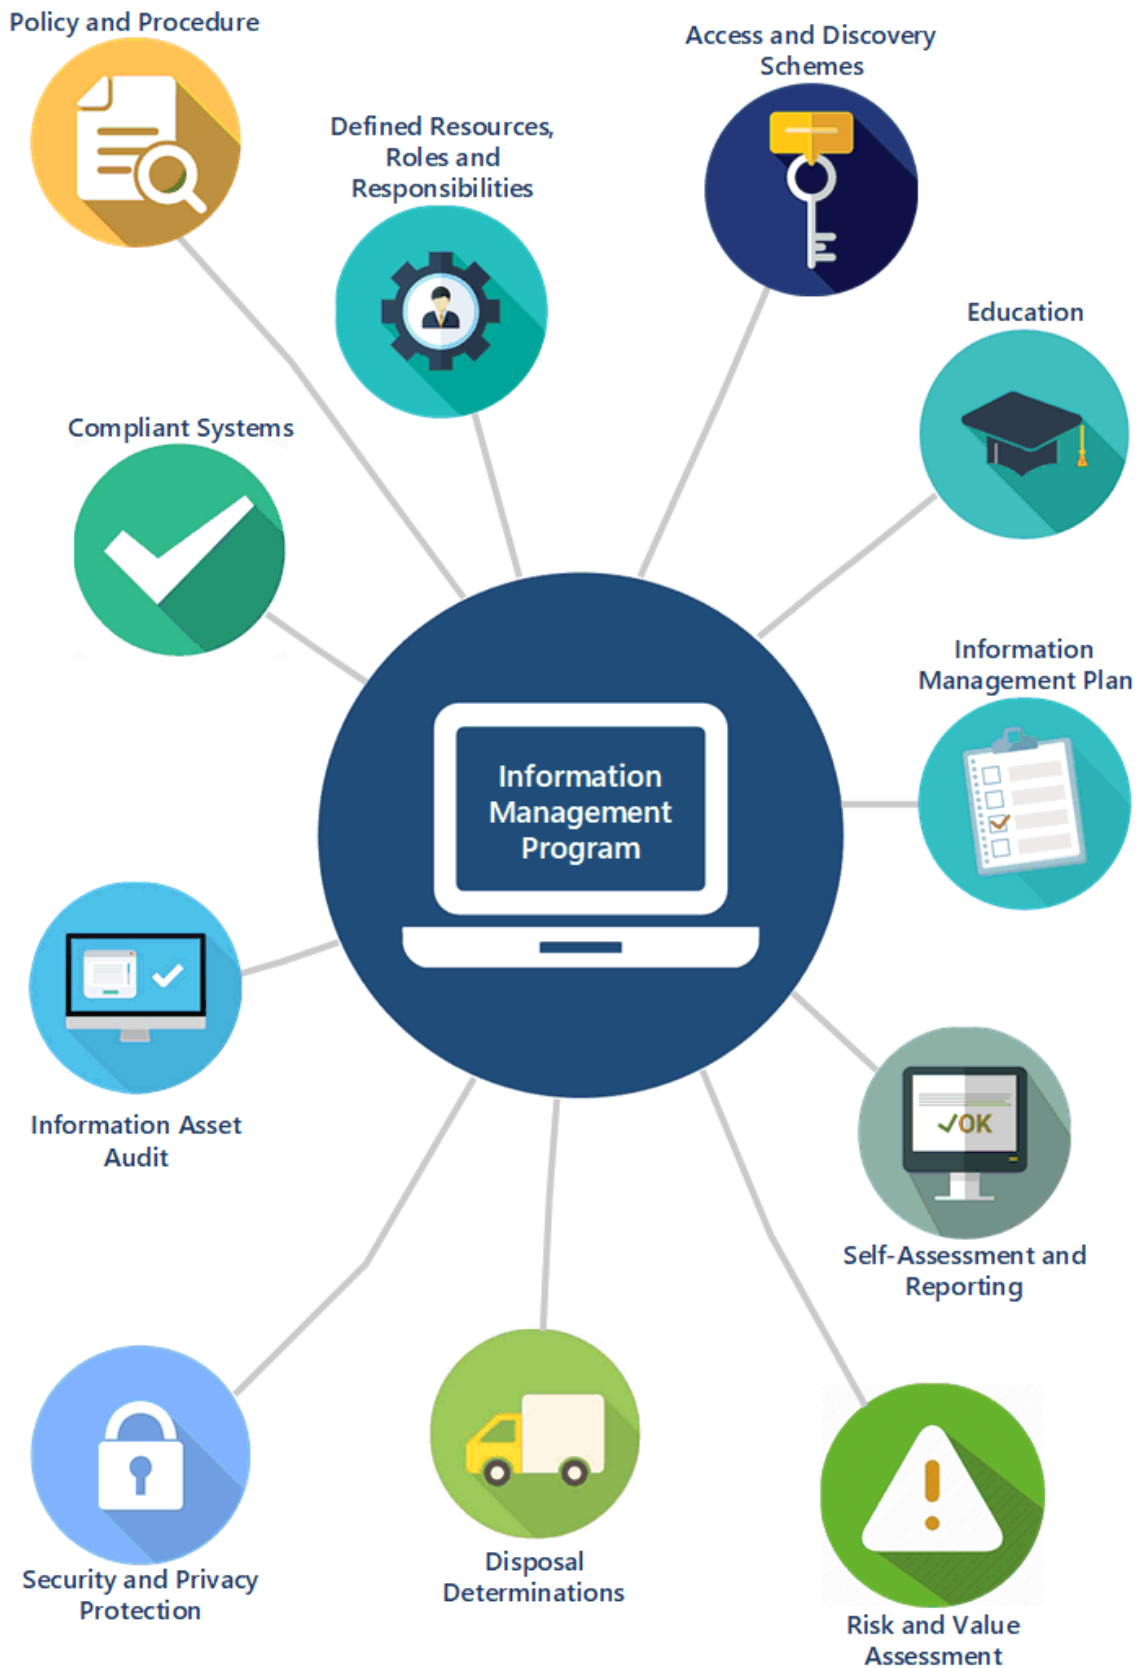 Policy and Procedure
Access and Discovery
Schemes
Defined Resources,
Roles and
Responsibilities
Education
Compliant Systems
Information
Management Plan
Information
Management
Program
Information Asset
Audit
✓OK
Self-Assessment and
Reporting
Security and Privacy
Protection
Disposal
Determinations
Risk and Value
Assessment